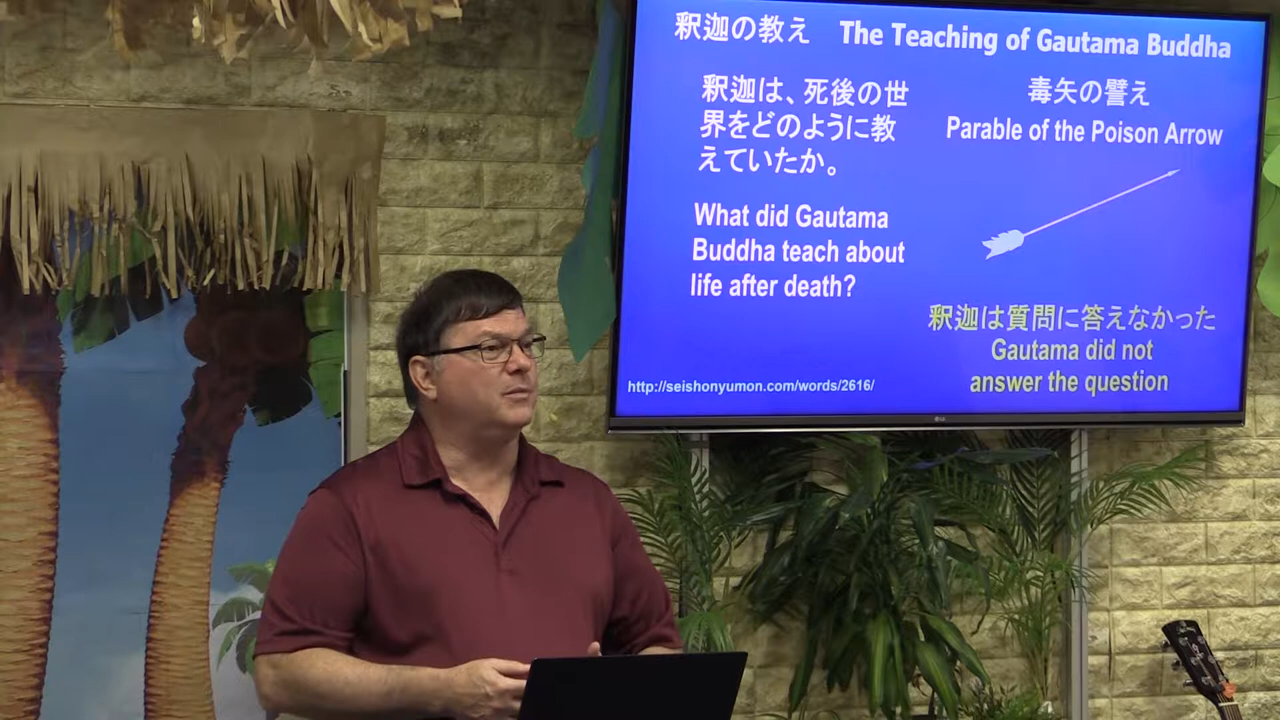 釈迦の教え The Teaching of Gautama Buddha
釈迦は、死後の世
界をどのように教
えていたか。
What did Gautama
Buddha teach about
life after death?
毒矢の譬え
Parable of the Poison Arrow
釈迦は質問に答えなかった
Gautama did not
answer the question
http://seishonyumon.com/words/2616/
LG